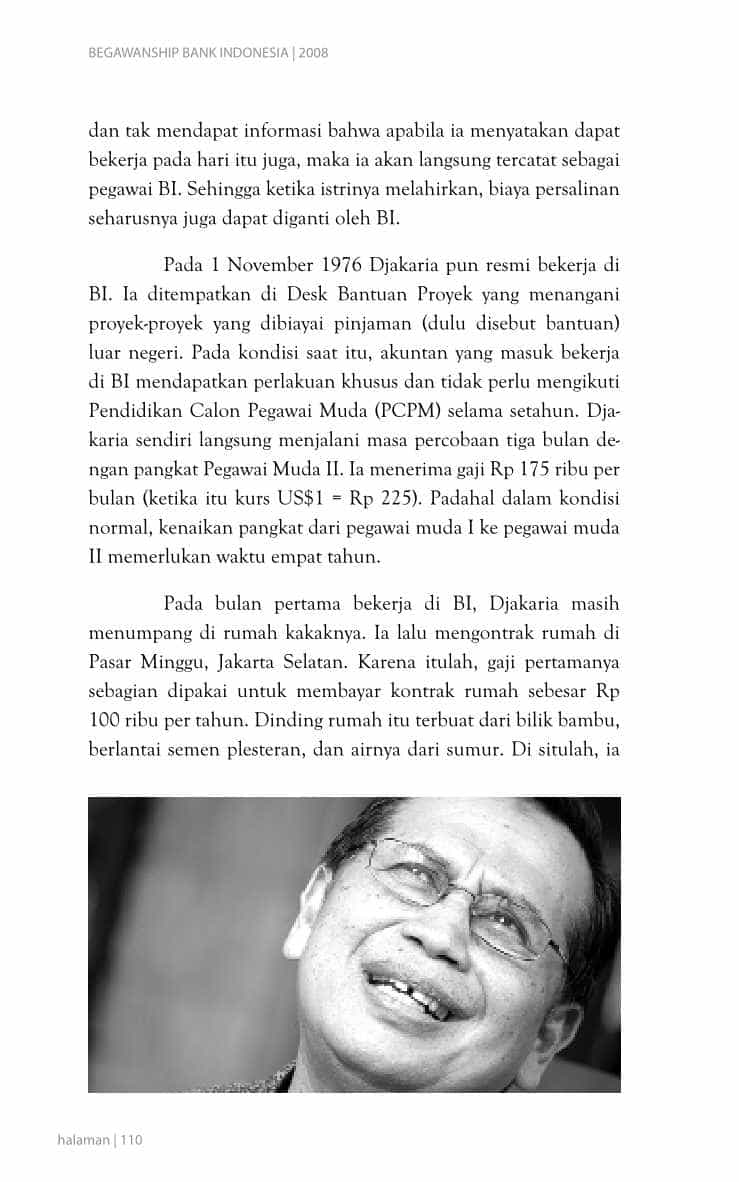 BEGAWANSHIP BANK INDONESIA | 2008
dan tak mendapat informasi bahwa apabila ia menyatakan dapat
bekerja pada hari itu juga, maka ia akan langsung tercatat sebagai
pegawai BI. Sehingga ketika istrinya melahirkan, biaya persalinan
seharusnya juga dapat diganti oleh BI.
Pada 1 November 1976 Djakaria pun resmi bekerja di
BI. Ia ditempatkan di Desk Bantuan Proyek yang menangani
proyek-proyek yang dibiayai pinjaman (dulu disebut bantuan)
luar negeri. Pada kondisi saat itu, akuntan yang masuk bekerja
di BI mendapatkan perlakuan khusus dan tidak perlu mengikuti
Pendidikan Calon Pegawai Muda (PCPM) selama setahun. Dja-
karia sendiri langsung menjalani masa percobaan tiga bulan de-
ngan pangkat Pegawai Muda II. Ia menerima gaji Rp 175 ribu per
bulan (ketika itu kurs US$1 = Rp 225). Padahal dalam kondisi
normal, kenaikan pangkat dari pegawai muda I ke pegawai muda
II memerlukan waktu empat tahun.
Pada bulan pertama bekerja di BI, Djakaria masih
menumpang di rumah kakaknya. Ia lalu mengontrak rumah di
Pasar Minggu, Jakarta Selatan. Karena itulah, gaji pertamanya
sebagian dipakai untuk membayar kontrak rumah sebesar Rp
100 ribu per tahun. Dinding rumah itu terbuat dari bilik bambu,
berlantai semen plesteran, dan airnya dari sumur. Di situlah, ia
halaman | 110